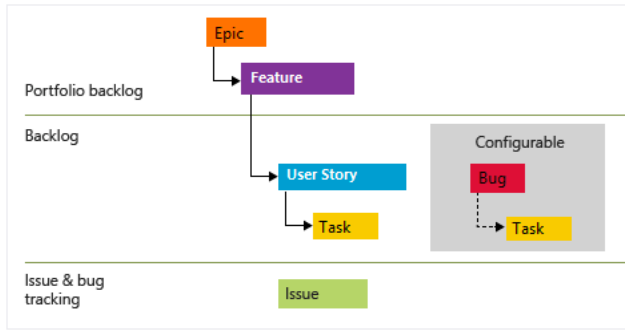 Epic
Feature
Portfolio backlog
Backlog
Configurable
User Story
Bug
Task
Task
Issue & bug
tracking
Issue